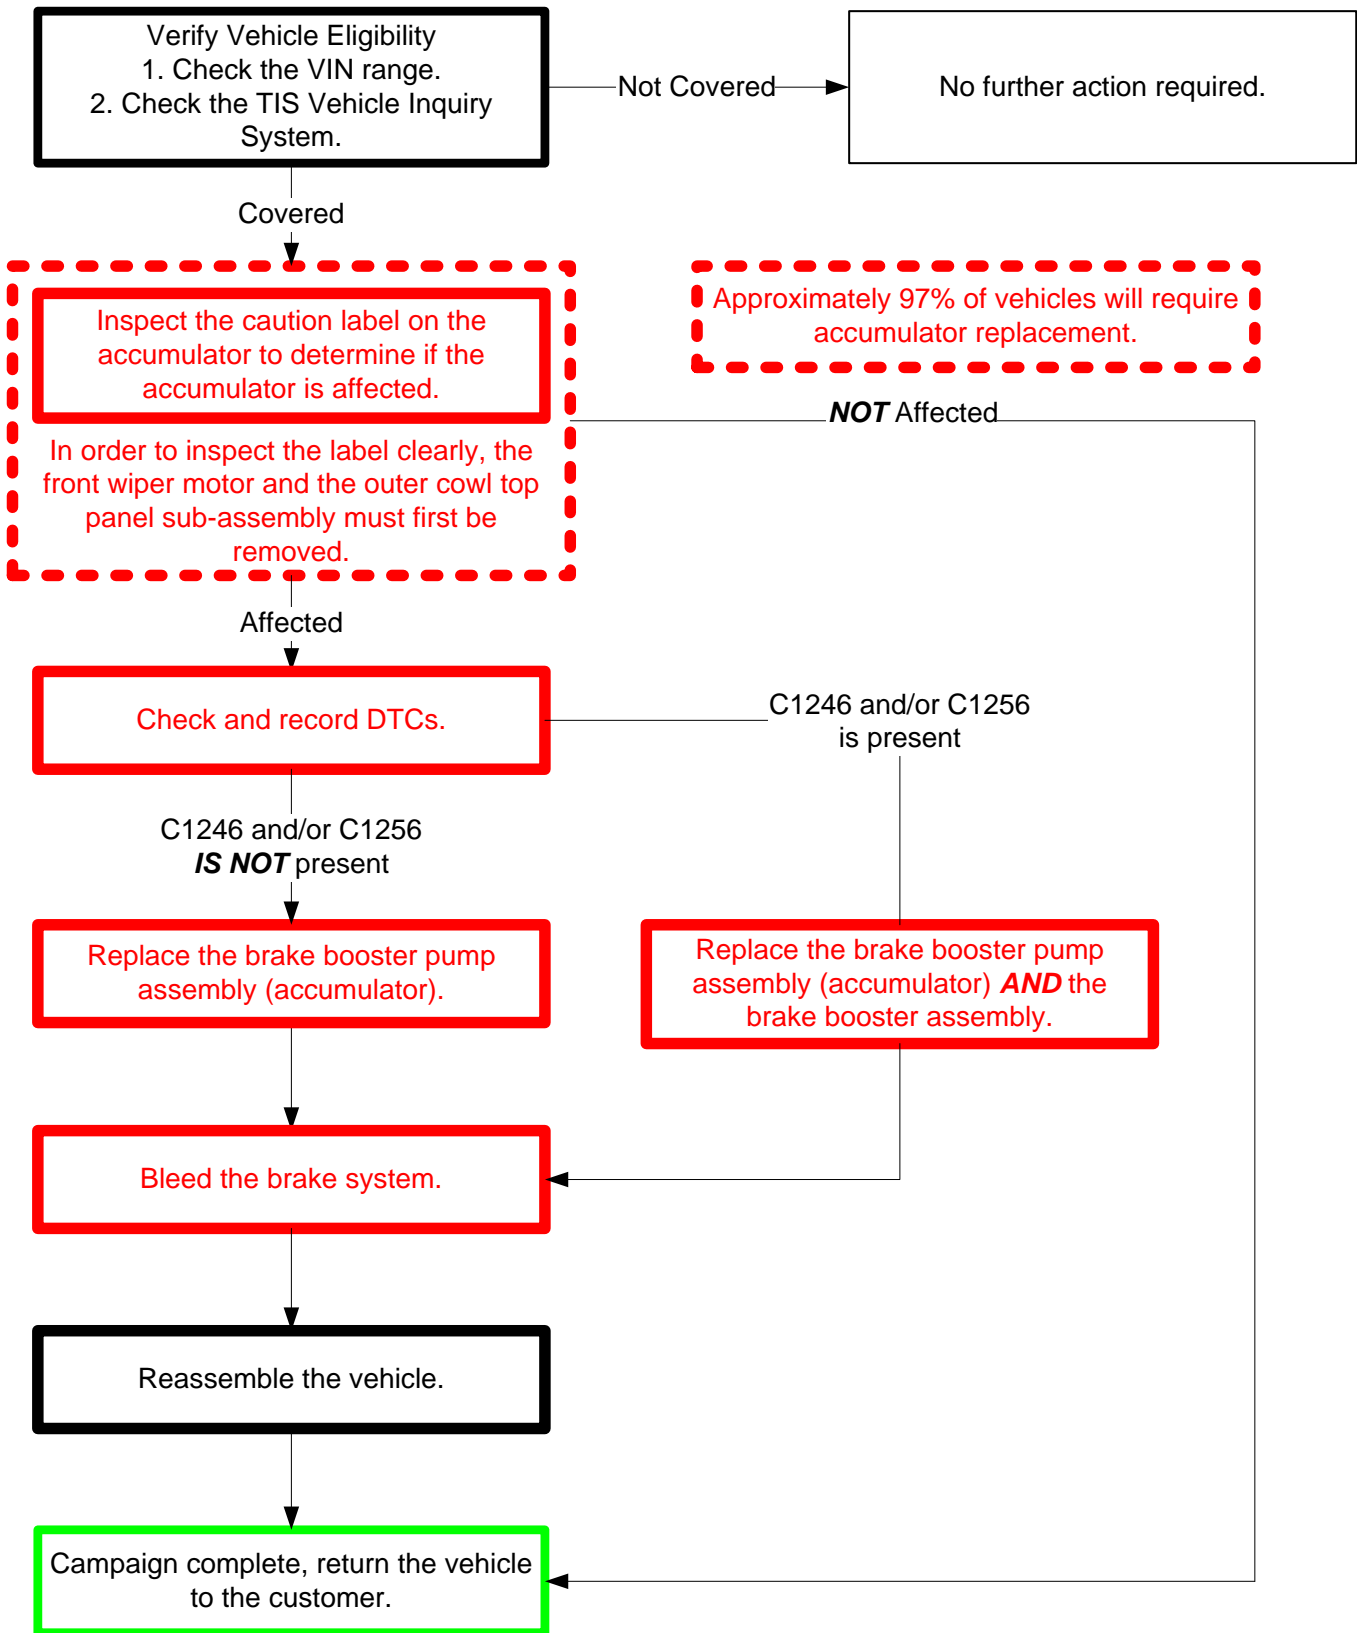 Verify Vehicle Eligibility
1. Check the VIN range.
2. Check the TIS Vehicle Inquiry
System.
Not Covered
No further action required.
Covered
Inspect the caution label on the
accumulator to determine if the
accumulator is affected.
In order to inspect the label clearly, the
front wiper motor and the outer cowl top
panel sub-assembly must first be
removed.
Approximately 97% of vehicles will require
accumulator replacement.
NOT Affected
Affected
Check and record DTCs.
C1246 and/or C1256
is present
C1246 and/or C1256
IS NOT present
Replace the brake booster pump
assembly (accumulator).
Replace the brake booster pump
assembly (accumulator) AND the
brake booster assembly.
Bleed the brake system.
Reassemble the vehicle.
Campaign complete, return the vehicle
to the customer.